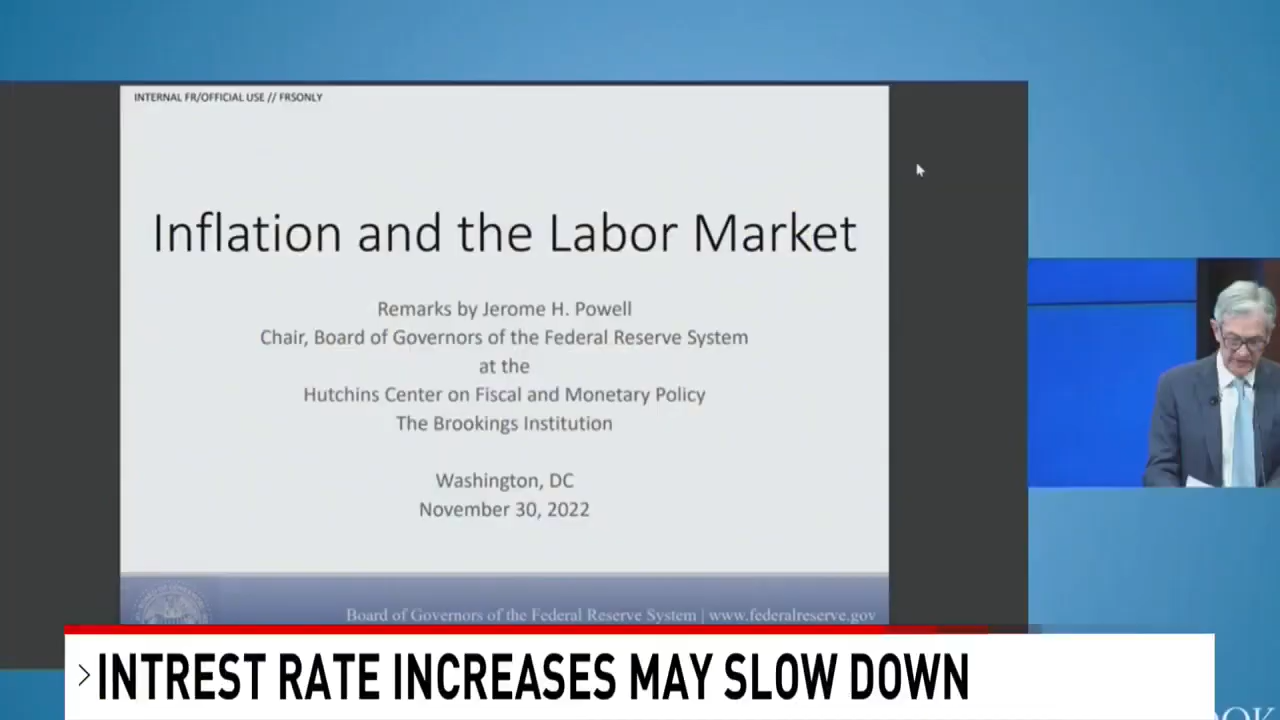 INTERNAL FR/OFFICIAL USE // FRSONLY
Inflation and the Labor Market
Remarks by Jerome H. Powell
Chair, Board of Governors of the Federal Reserve System
at the
Hutchins Center on Fiscal and Monetary Policy
The Brookings Institution
Washington, DC
November 30, 2022
Board of Governors of the Federal Reserve System | www.federalreserve.gov
INTREST RATE INCREASES MAY SLOW DOWN